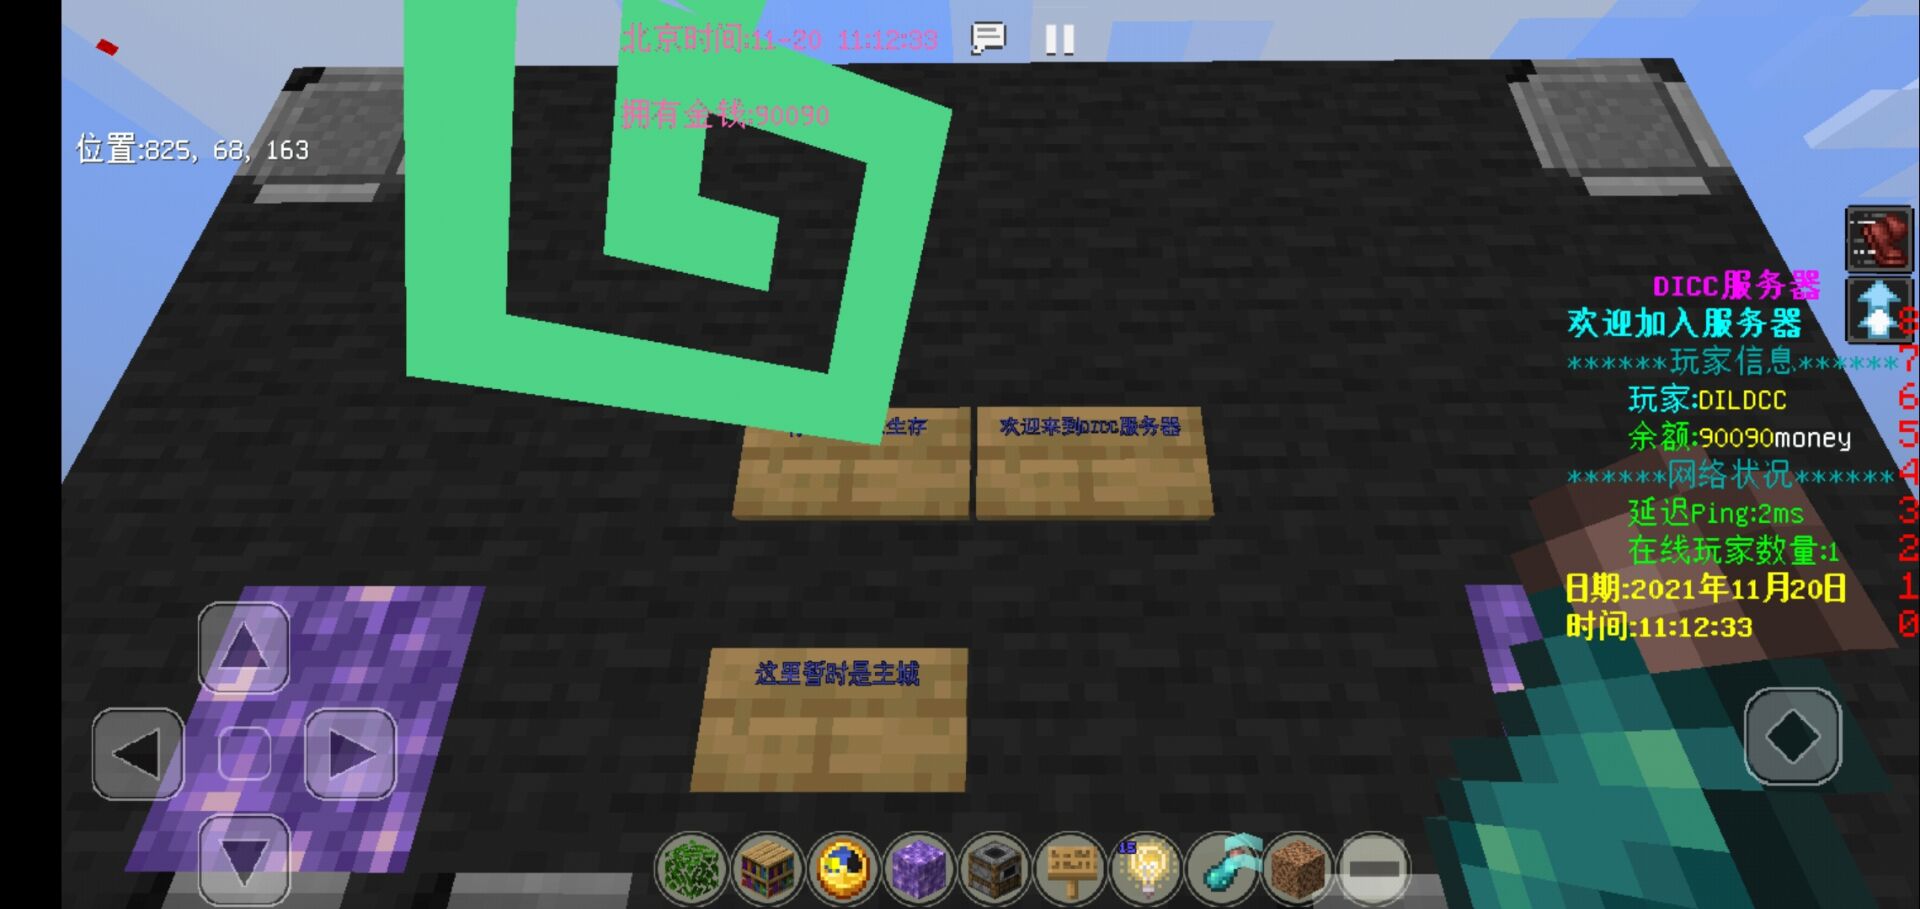 北京时间:11-20 11:12:33
拥有金钱:90090
位置:825, 68, 163
DICC服务器
欢迎加入服务器
8
******玩家信息******
7
玩家:DILDCC
6
余额:90090money
5
******网络状况******
4
延迟Ping:2ms
3
在线玩家数量:1
2
日期:2021年11月20日
1
时间:11:12:33
0
生存
欢迎来到DICC服务器
这里暂时是主城
15